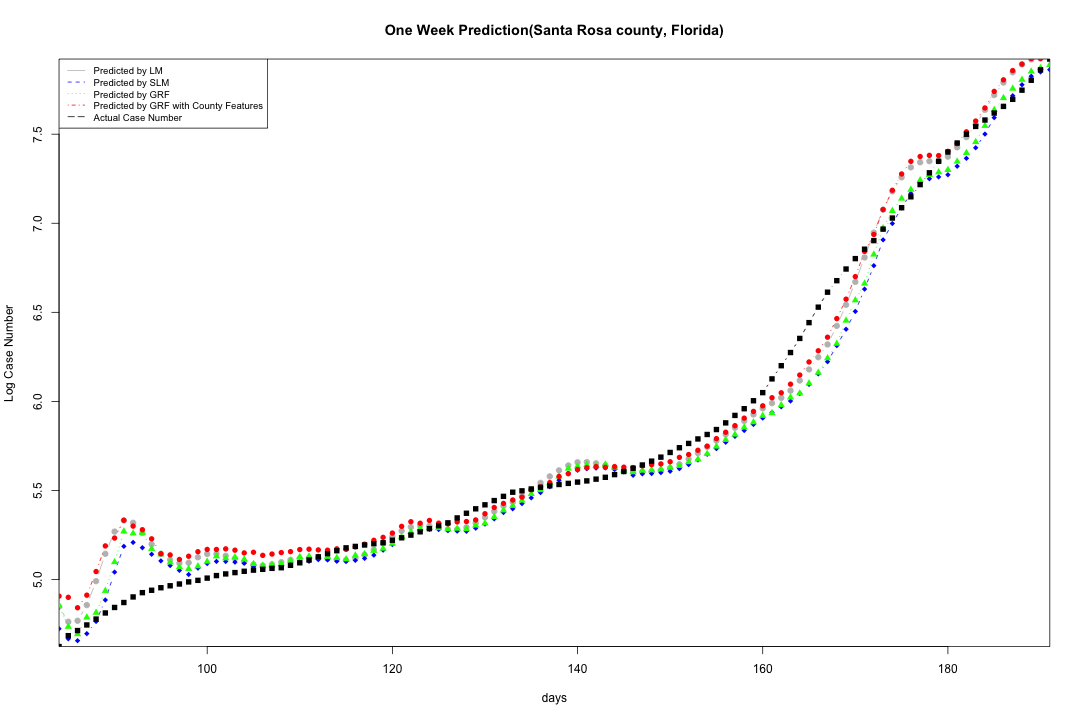 One Week Prediction(Santa Rosa county, Florida)
Predicted by LM
Predicted by SLM
Predicted by GRF
Predicted by GRF with County Features
Actual Case Number
7.5
7.0
6.5
6.0
5.5
5.0
Log Case Number
100 120 140 160 180
days